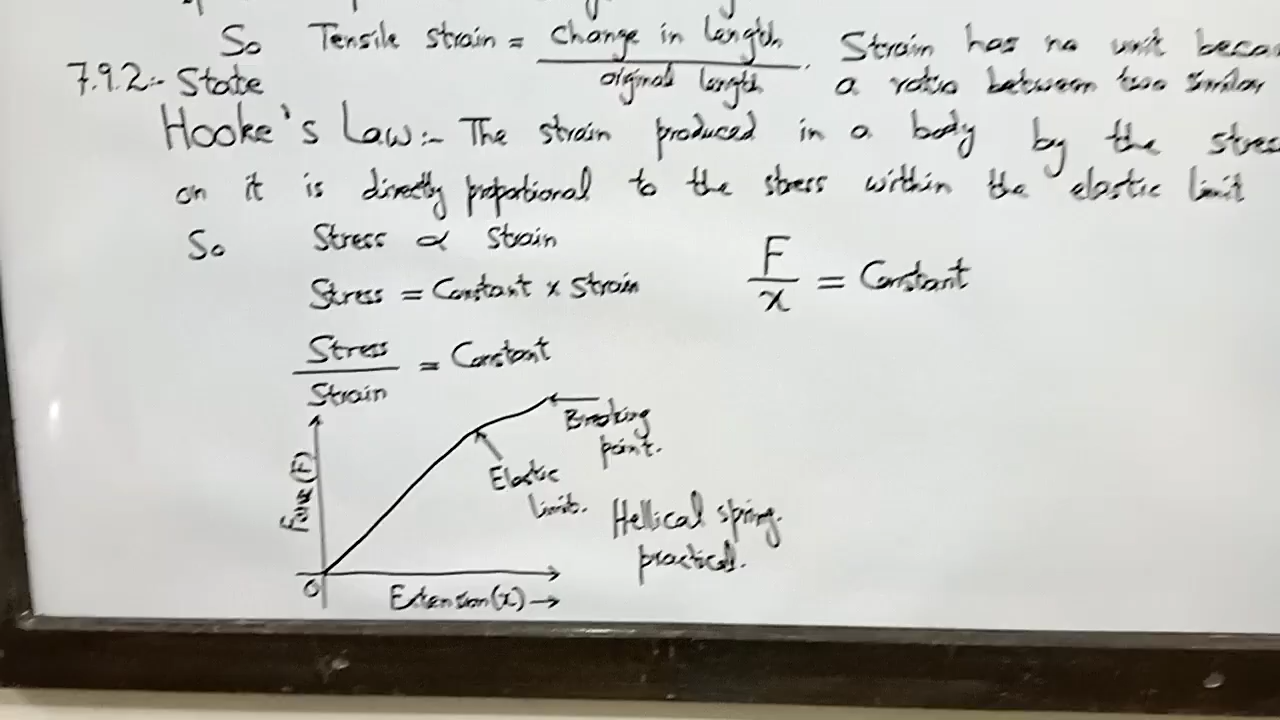 So Tensile strain = Change in length / original length. Strain has no unit
7.9.2:- State a ratio between two similar
Hooke's Law:- The strain produced in a body by the
on it is directly proportional to the stress within the elastic limit
So Stress ∝ Strain
Stress = Constant × Strain
F / x = Constant
Stress / Strain = Constant
Breaking
point.
Elastic
limit.
Force (F)
Hellical spring.
practical.
O
Extension (x) →